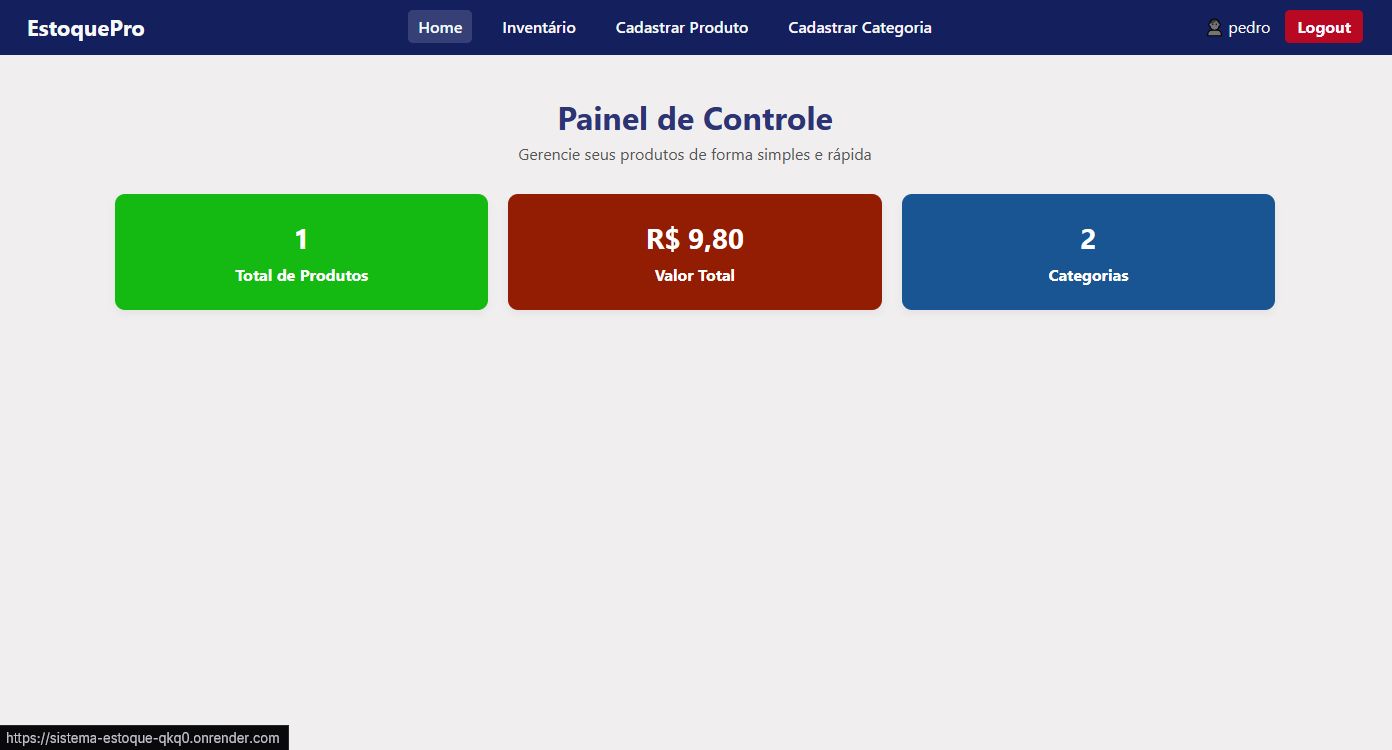 EstoquePro
Home Inventário Cadastrar Produto Cadastrar Categoria
pedro Logout
Painel de Controle
Gerencie seus produtos de forma simples e rápida
1
Total de Produtos
R$ 9,80
Valor Total
2
Categorias
https://sistema-estoque-qkq0.onrender.com